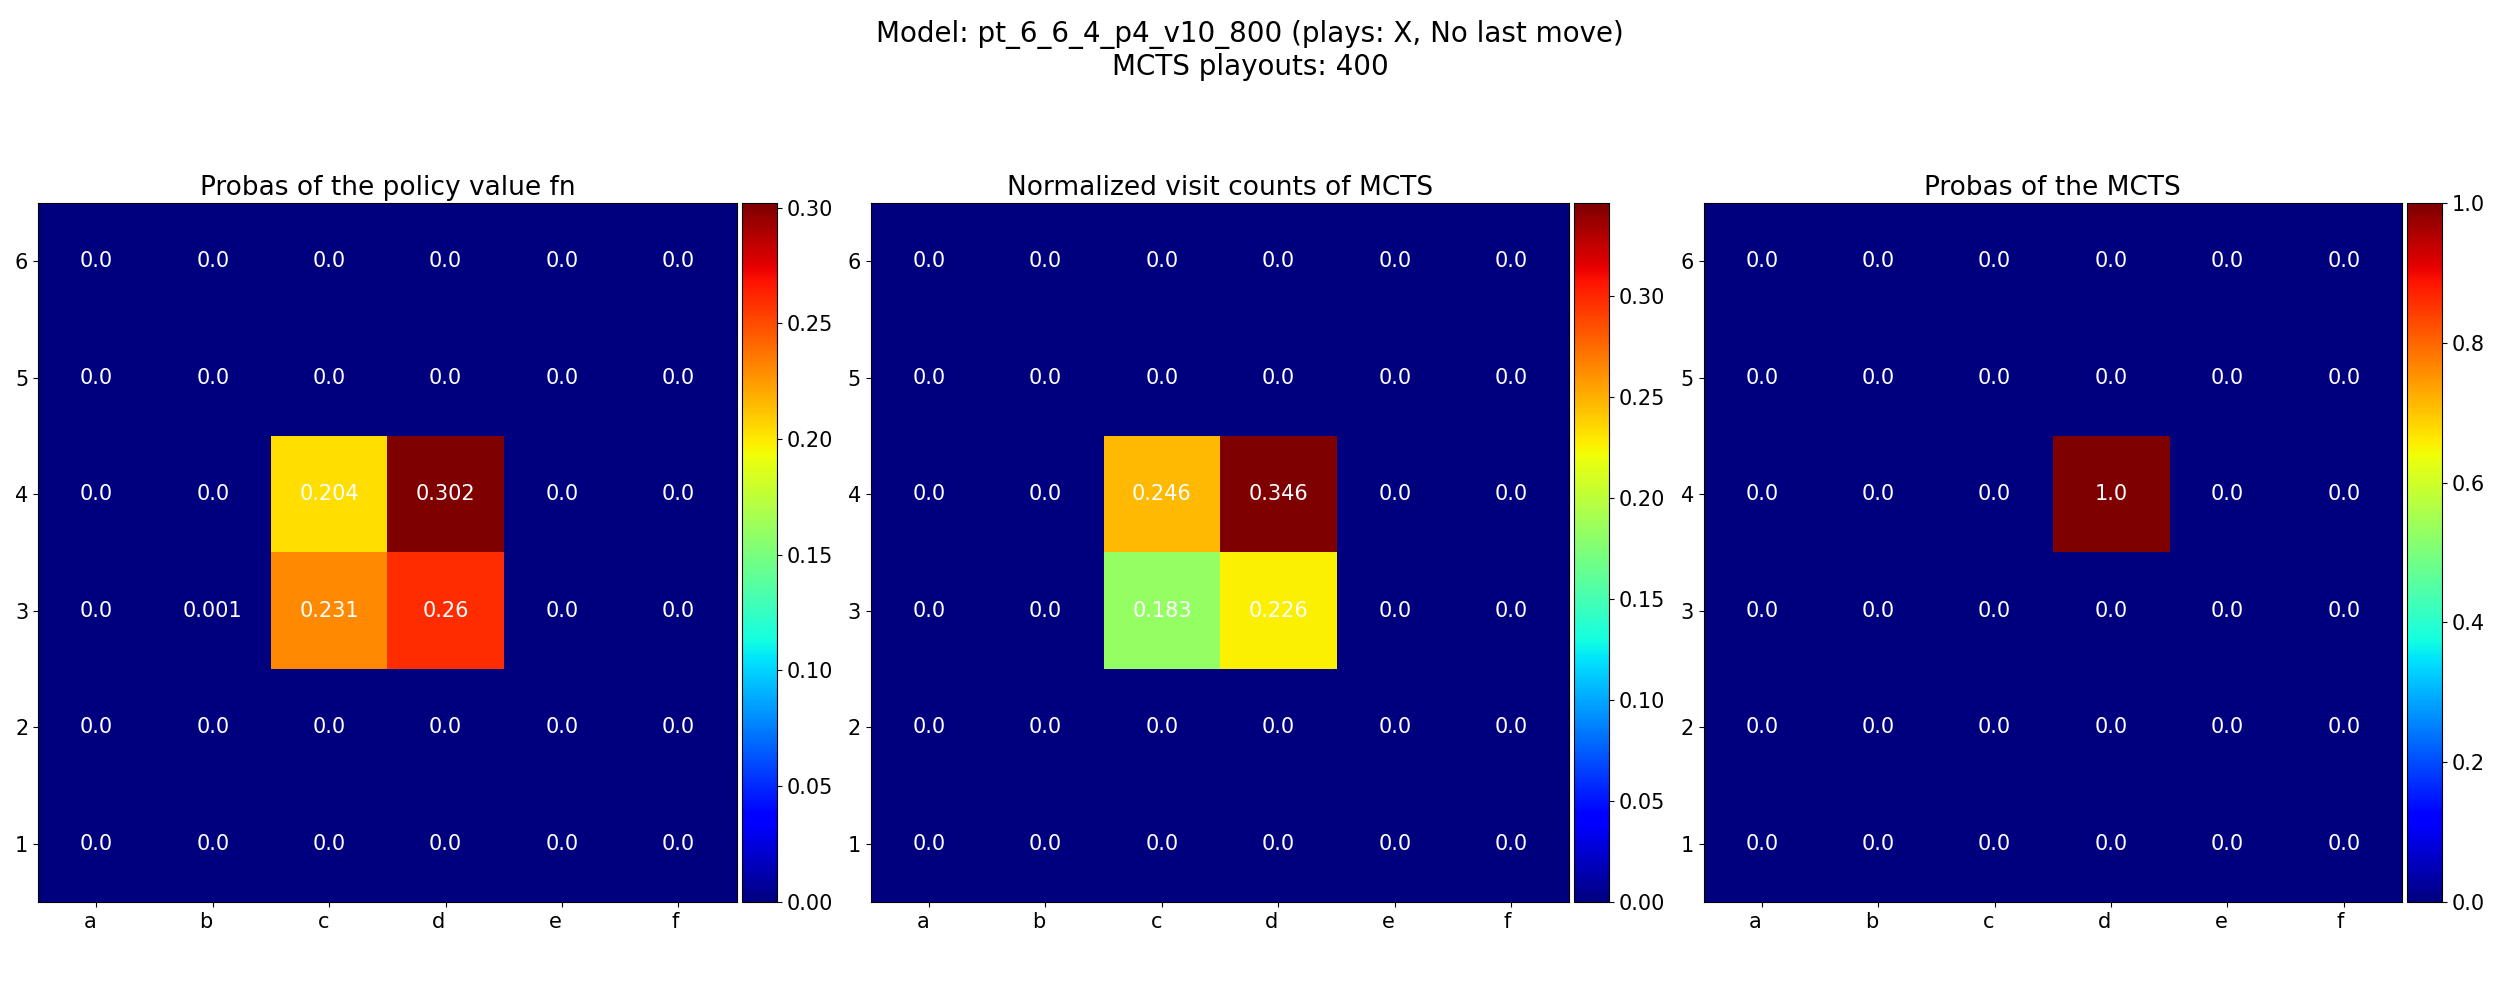 Model: pt_6_6_4_p4_v10_800 (plays: X, No last move)
MCTS playouts: 400
Probas of the policy value fn
6 0.0 0.0 0.0 0.0 0.0 0.0
5 0.0 0.0 0.0 0.0 0.0 0.0
4 0.0 0.0 0.204 0.302 0.0 0.0
3 0.0 0.001 0.231 0.26 0.0 0.0
2 0.0 0.0 0.0 0.0 0.0 0.0
1 0.0 0.0 0.0 0.0 0.0 0.0
a b c d e f
0.30
0.25
0.20
0.15
0.10
0.05
0.00
Normalized visit counts of MCTS
6 0.0 0.0 0.0 0.0 0.0 0.0
5 0.0 0.0 0.0 0.0 0.0 0.0
4 0.0 0.0 0.246 0.346 0.0 0.0
3 0.0 0.0 0.183 0.226 0.0 0.0
2 0.0 0.0 0.0 0.0 0.0 0.0
1 0.0 0.0 0.0 0.0 0.0 0.0
a b c d e f
0.30
0.25
0.20
0.15
0.10
0.05
0.00
Probas of the MCTS
6 0.0 0.0 0.0 0.0 0.0 0.0
5 0.0 0.0 0.0 0.0 0.0 0.0
4 0.0 0.0 0.0 1.0 0.0 0.0
3 0.0 0.0 0.0 0.0 0.0 0.0
2 0.0 0.0 0.0 0.0 0.0 0.0
1 0.0 0.0 0.0 0.0 0.0 0.0
a b c d e f
1.0
0.8
0.6
0.4
0.2
0.0